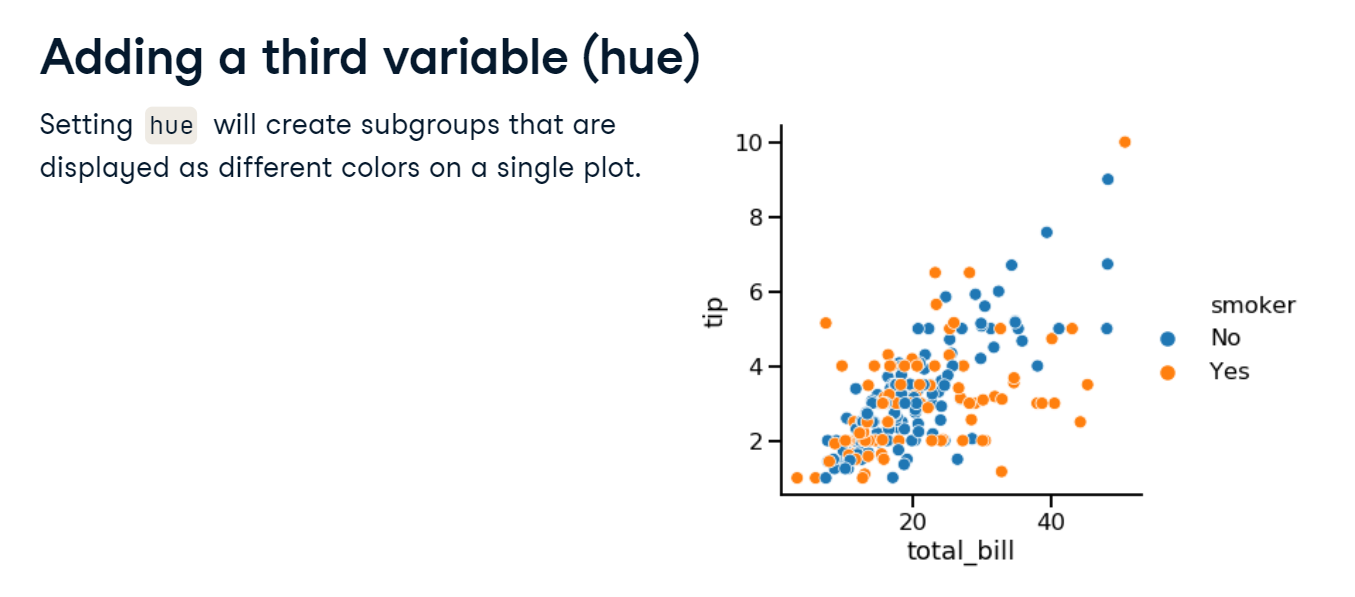 Adding a third variable (hue)
Setting hue will create subgroups that are
displayed as different colors on a single plot.
10
8
6
4
2
tip
20 40
total_bill
smoker
No
Yes